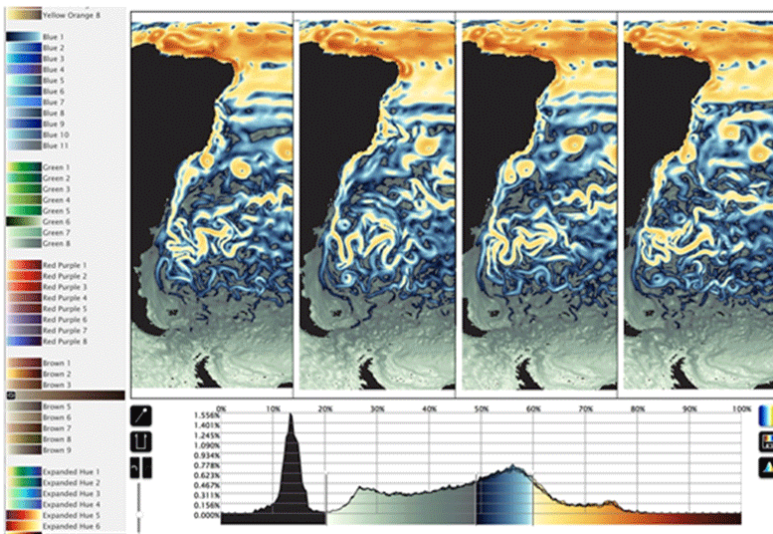 Yellow Orange 8
Blue 1
Blue 2
Blue 3
Blue 4
Blue 5
Blue 6
Blue 7
Blue 8
Blue 9
Blue 10
Blue 11
Green 1
Green 2
Green 3
Green 4
Green 5
Green 6
Green 7
Green 8
Red Purple 1
Red Purple 2
Red Purple 3
Red Purple 4
Red Purple 5
Red Purple 6
Red Purple 7
Red Purple 8
Brown 1
Brown 2
Brown 3
Brown 5
Brown 6
Brown 7
Brown 8
Brown 9
Expanded Hue 1
Expanded Hue 2
Expanded Hue 3
Expanded Hue 4
Expanded Hue 5
Expanded Hue 6
0% 10% 20% 30% 40% 50% 60% 70% 80% 90% 100%
1.556%
1.401%
1.245%
1.090%
0.934%
0.778%
0.623%
0.467%
0.311%
0.156%
0.000%